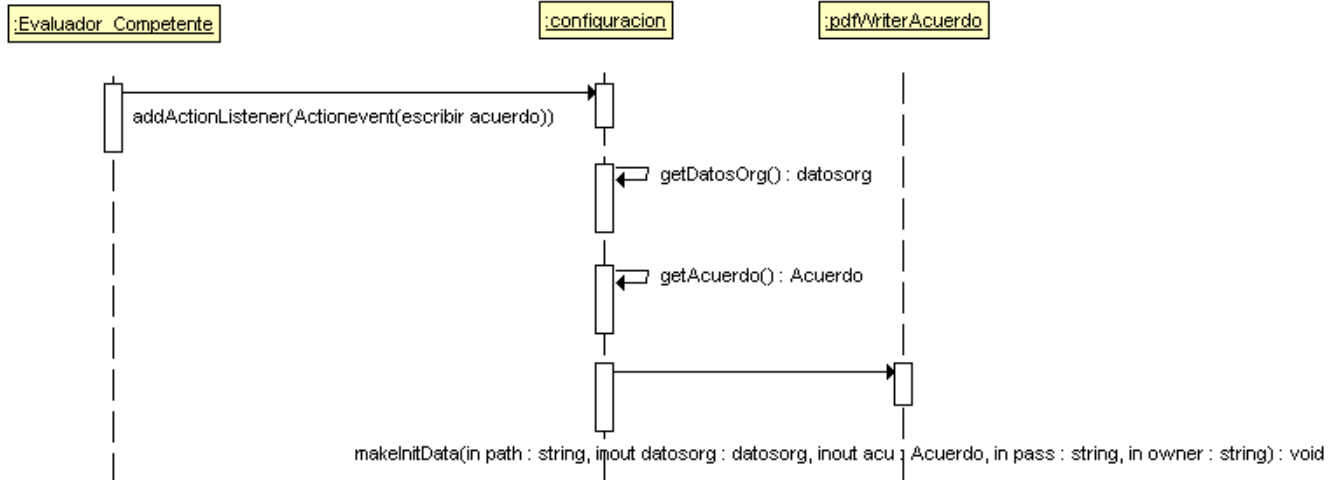 :Evaluador_Competente
:configuracion
:pdfWriterAcuerdo
addActionListener(Actionevent(escribir acuerdo))
getDatosOrg() : datosorg
getAcuerdo() : Acuerdo
makeInitData(in path : string, inout datosorg : datosorg, inout acu : Acuerdo, in pass : string, in owner : string) : void